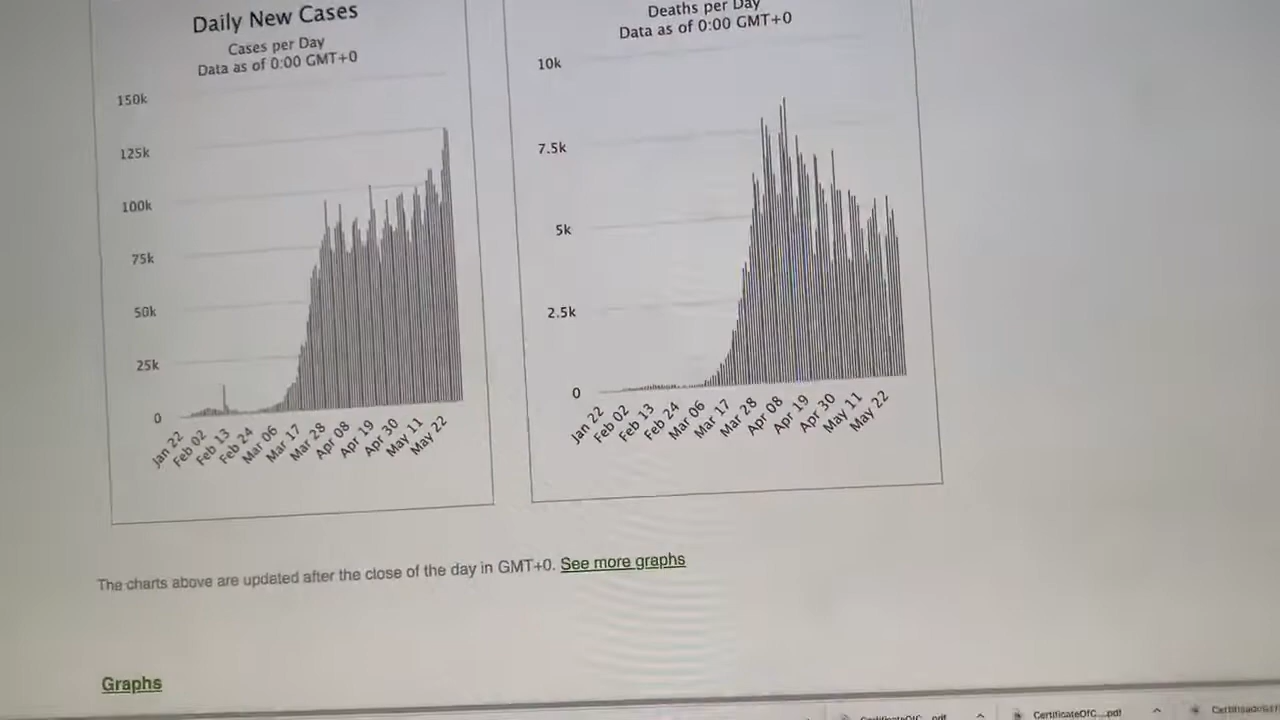 Daily New Cases
Cases per Day
Data as of 0:00 GMT+0
150k
125k
100k
75k
50k
25k
0
Jan 22
Feb 02
Feb 13
Feb 24
Mar 06
Mar 17
Mar 28
Apr 08
Apr 19
Apr 30
May 11
May 22
Deaths per Day
Data as of 0:00 GMT+0
10k
7.5k
5k
2.5k
0
Jan 22
Feb 02
Feb 13
Feb 24
Mar 06
Mar 17
Mar 28
Apr 08
Apr 19
Apr 30
May 11
May 22
The charts above are updated after the close of the day in GMT+0. See more graphs
Graphs
CertificateOfC....pdf
CertificateOfC....pdf